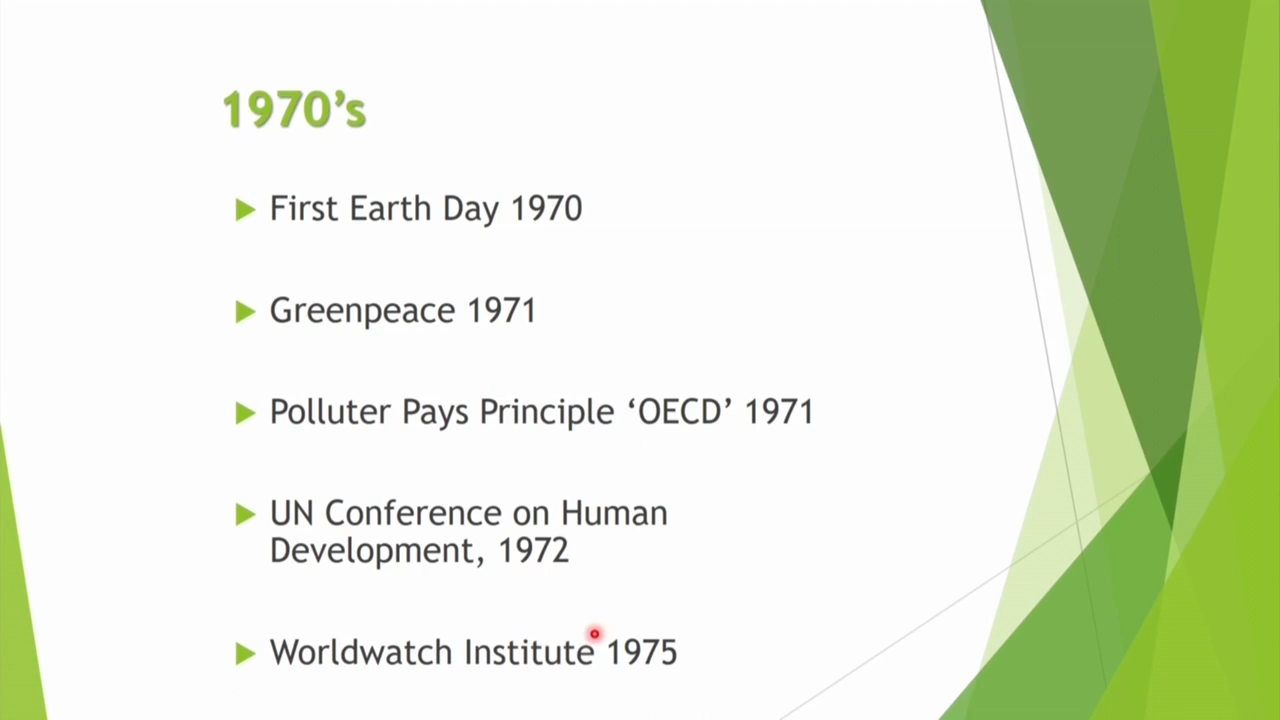 1970’s
First Earth Day 1970
Greenpeace 1971
Polluter Pays Principle ‘OECD’ 1971
UN Conference on Human
Development, 1972
Worldwatch Institute 1975